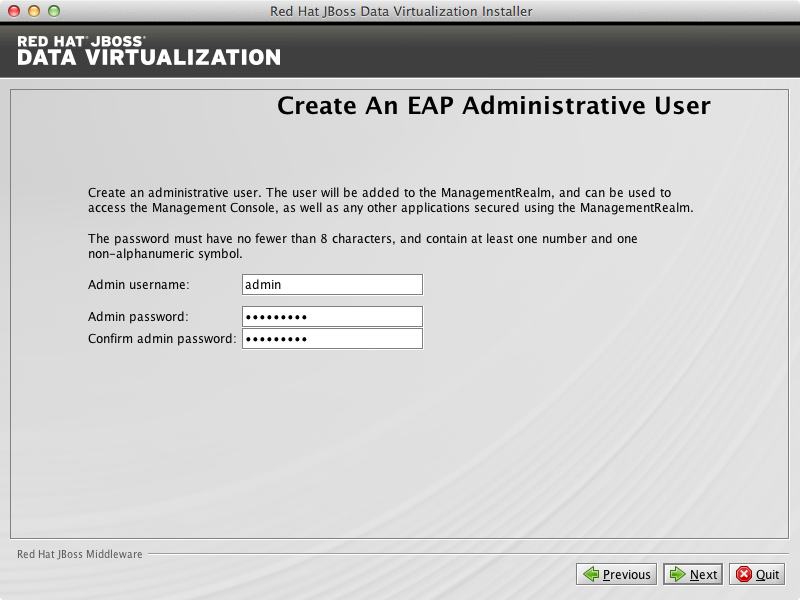 Red Hat JBoss Data Virtualization Installer
RED HAT® JBOSS®
DATA VIRTUALIZATION
Create An EAP Administrative User
Create an administrative user. The user will be added to the ManagementRealm, and can be used to
access the Management Console, as well as any other applications secured using the ManagementRealm.
The password must have no fewer than 8 characters, and contain at least one number and one
non-alphanumeric symbol.
Admin username: admin
Admin password: •••••••••
Confirm admin password: •••••••••
Red Hat JBoss Middleware
Previous Next Quit